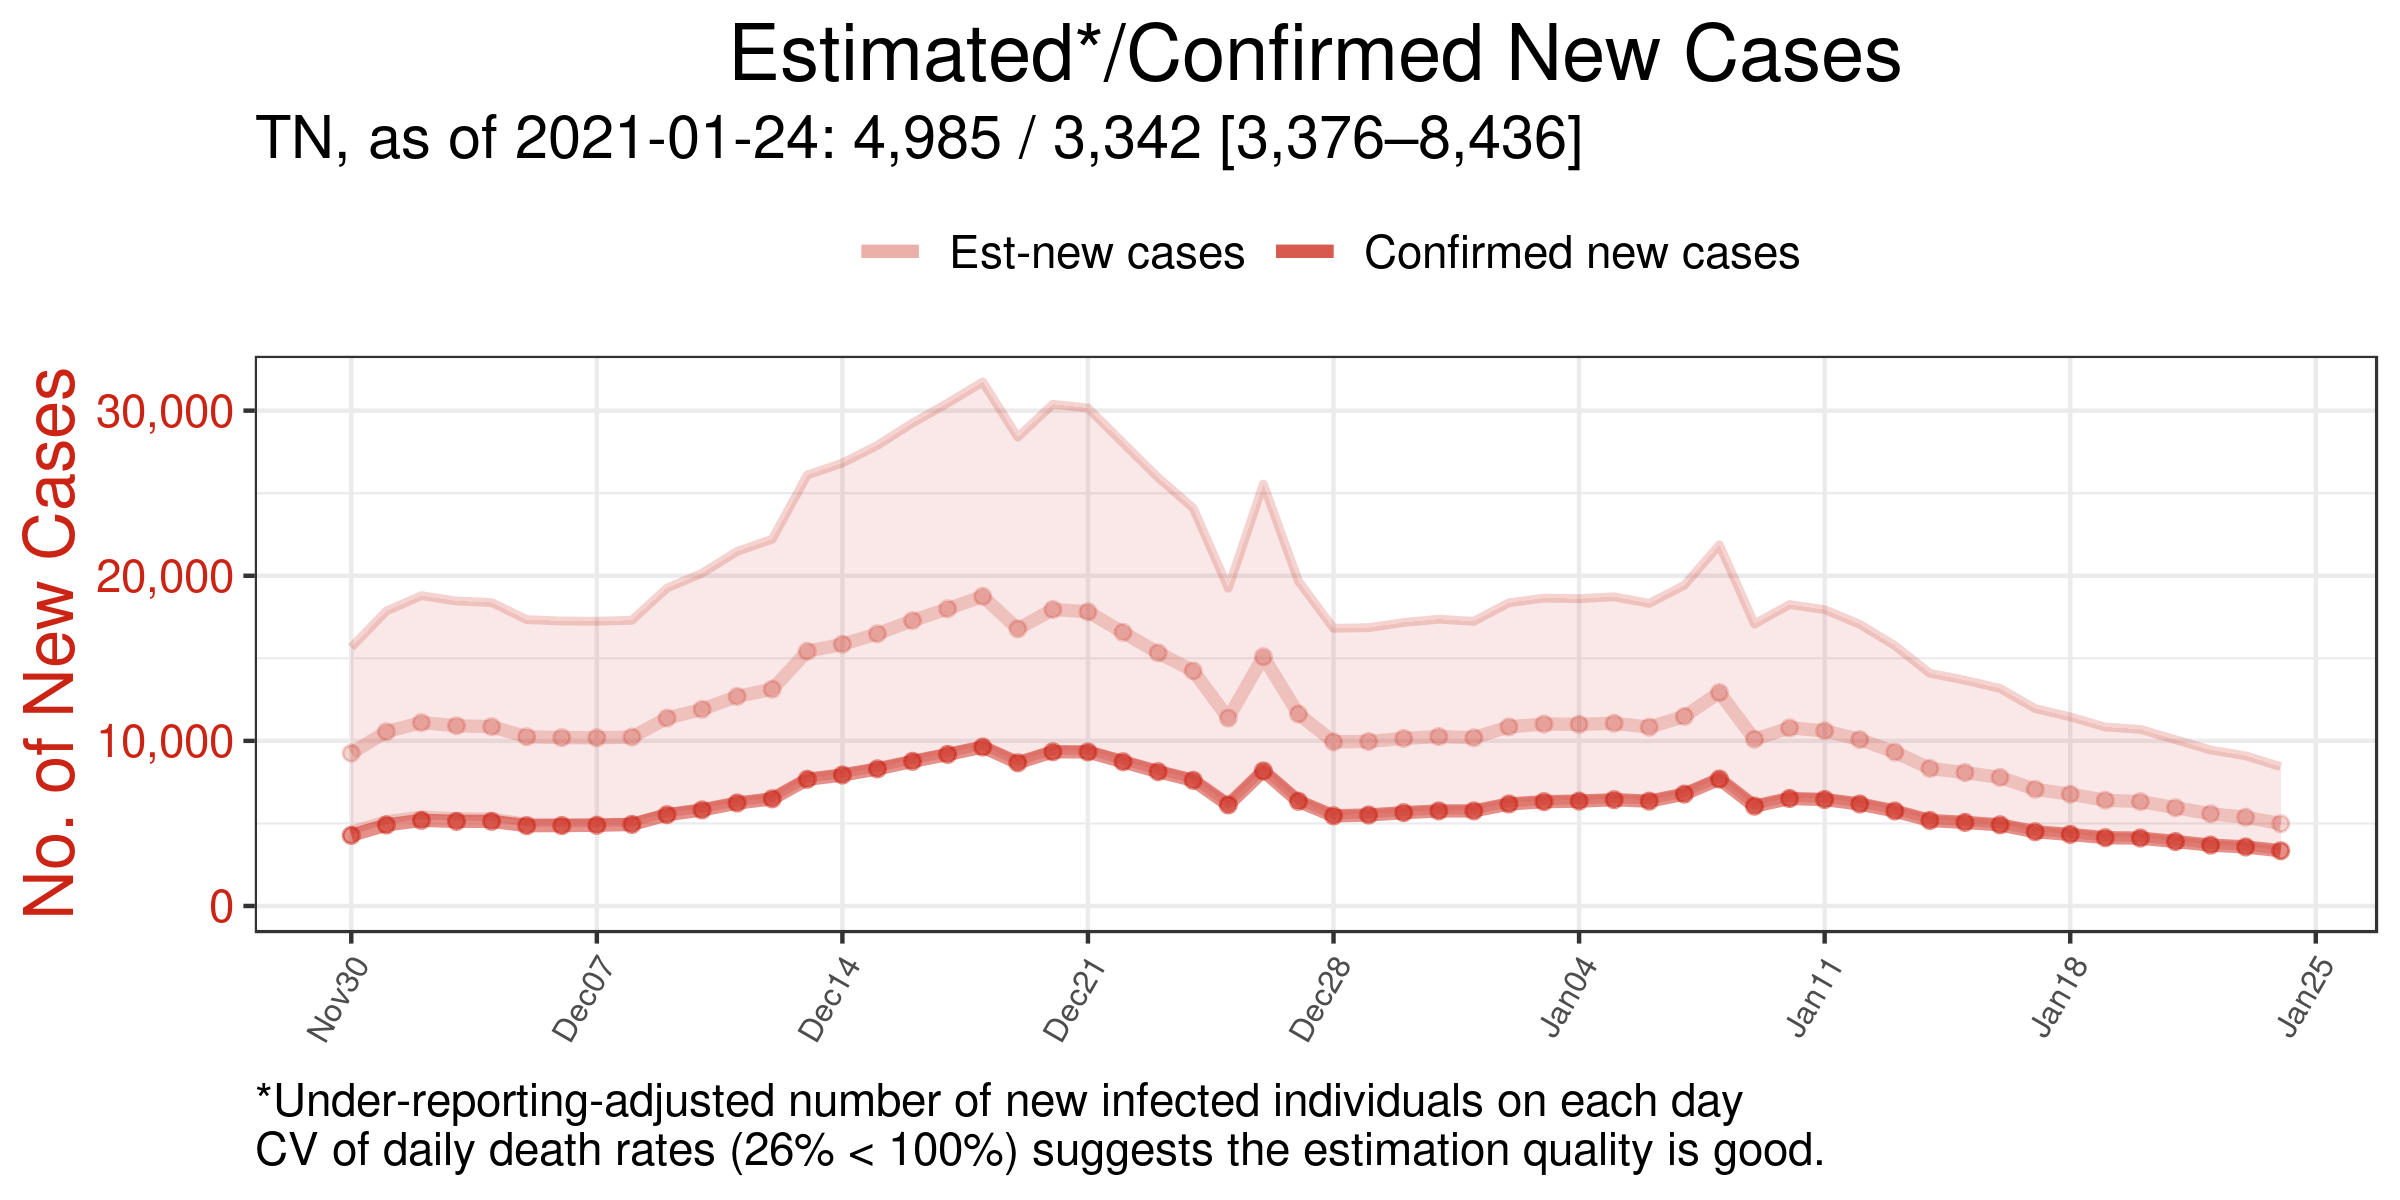 Estimated*/Confirmed New Cases
TN, as of 2021-01-24: 4,985 / 3,342 [3,376–8,436]
Est-new cases
Confirmed new cases
No. of New Cases
30,000
20,000
10,000
0
Nov30
Dec07
Dec14
Dec21
Dec28
Jan04
Jan11
Jan18
Jan25
*Under-reporting-adjusted number of new infected individuals on each day
CV of daily death rates (26% < 100%) suggests the estimation quality is good.